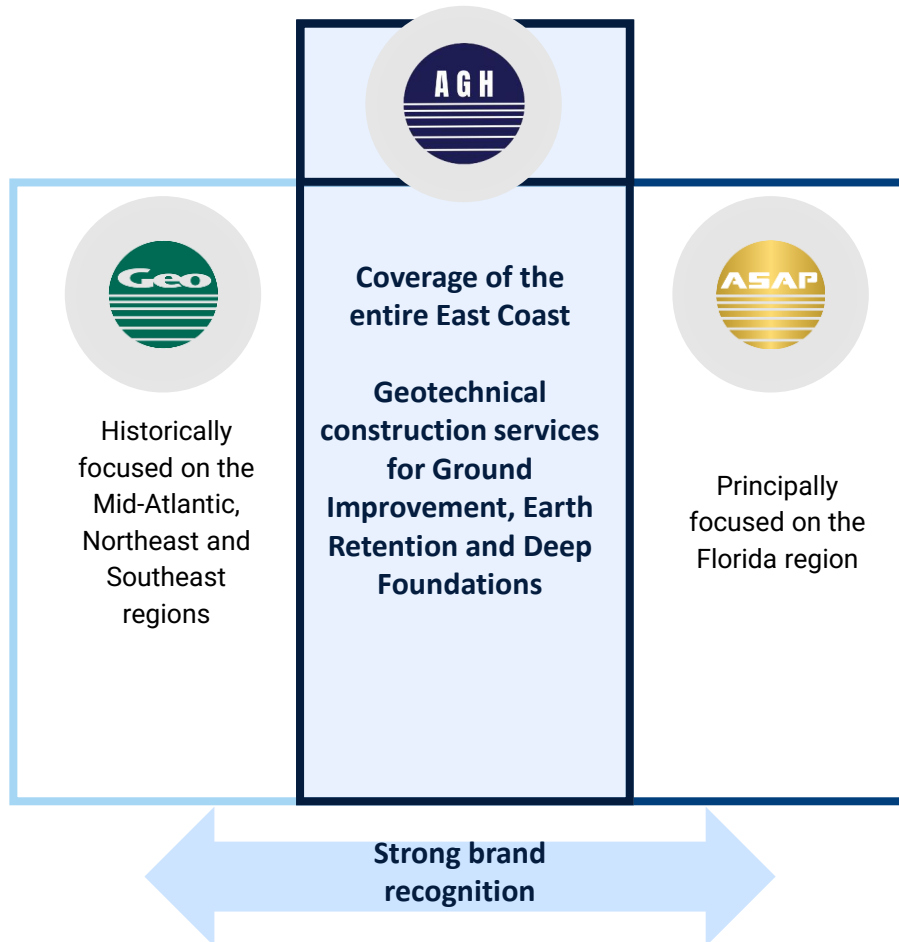 AGH
Geo
Historically
focused on the
Mid-Atlantic,
Northeast and
Southeast
regions
Coverage of the
entire East Coast
Geotechnical
construction services
for Ground
Improvement, Earth
Retention and Deep
Foundations
ASAP
Principally
focused on the
Florida region
Strong brand
recognition